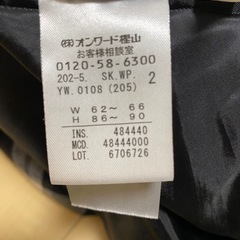 ㈱オンワード樫山
お客様相談室
0120-58-6300
202-5. SK.WP. 2
YW. 0108 (205)
W 62～ 66
H 86～ 90
INS. 484440
MCD. 48444000
LOT. 6706726